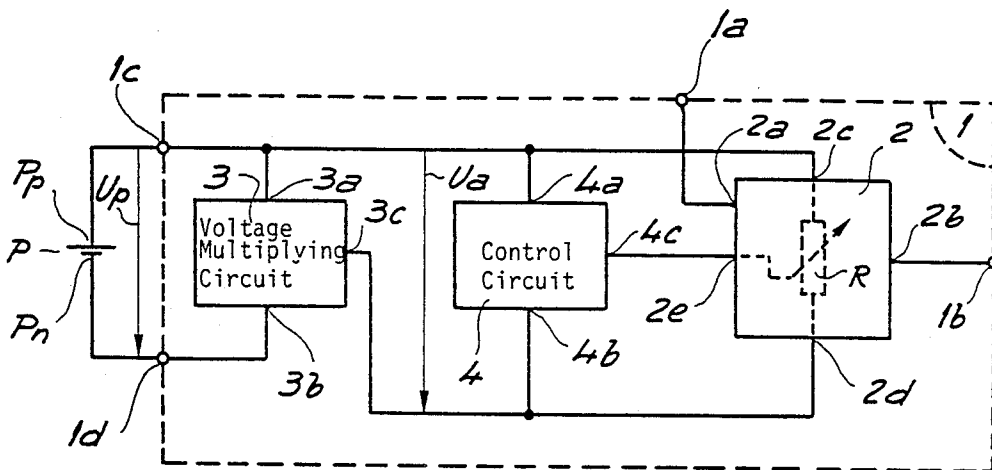 1a
1c
1
2a
2c
2
Pp
Up
3
3a
Ua
4a
3c
4c
2b
Voltage
Multiplying
Circuit
Control
Circuit
P
R
Pn
2e
1b
3b
4
4b
2d
1d